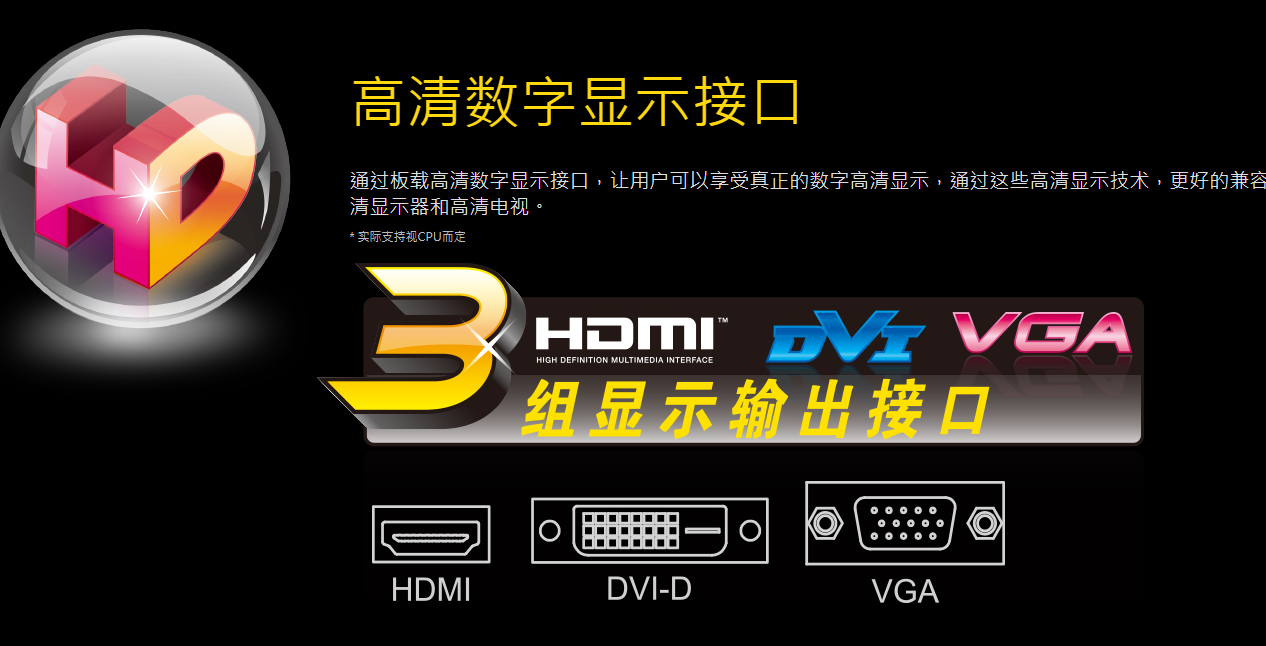 HD
高清数字显示接口
通过板载高清数字显示接口，让用户可以享受真正的数字高清显示，通过这些高清显示技术，更好的兼容
清显示器和高清电视。
* 实际支持视CPU而定
3
HDMI™ DVI VGA
HIGH DEFINITION MULTIMEDIA INTERFACE
组显示输出接口
HDMI DVI-D VGA